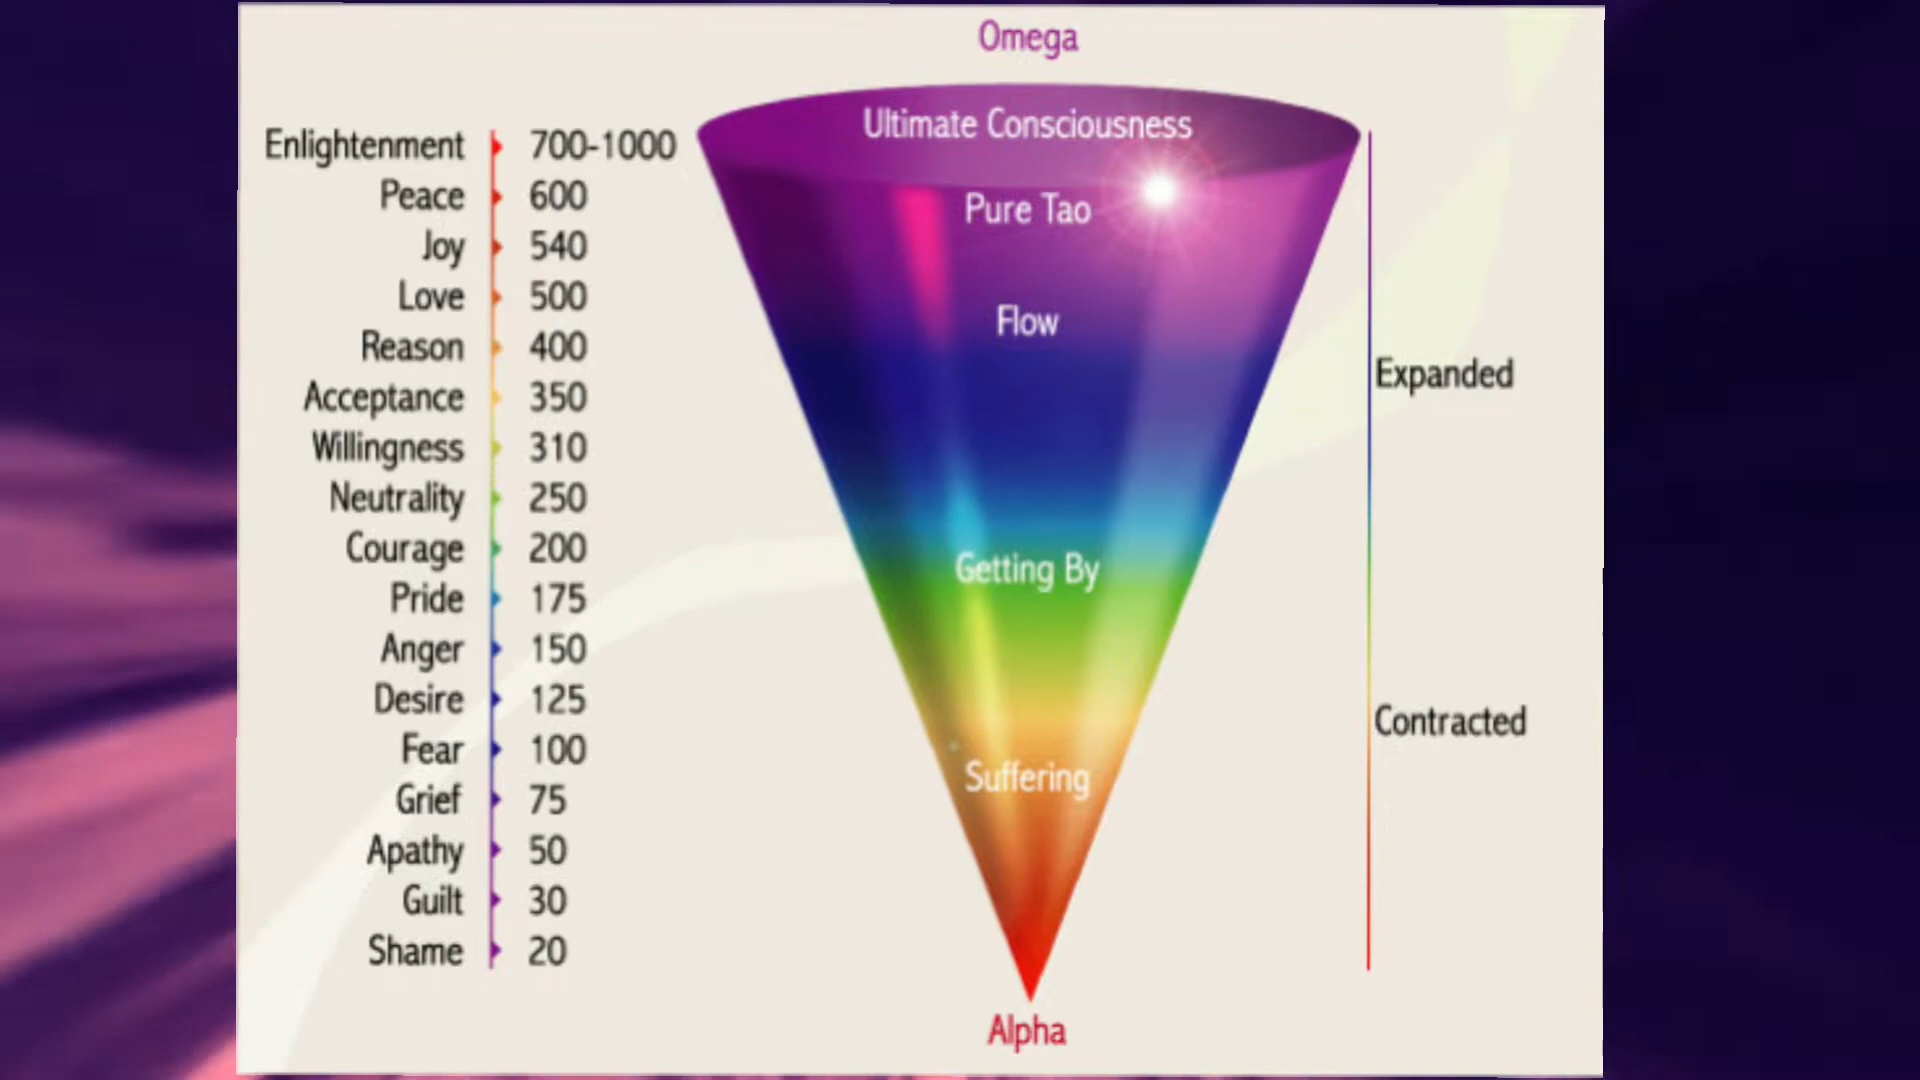 Omega
Enlightenment 700-1000
Peace 600
Joy 540
Love 500
Reason 400
Acceptance 350
Willingness 310
Neutrality 250
Courage 200
Pride 175
Anger 150
Desire 125
Fear 100
Grief 75
Apathy 50
Guilt 30
Shame 20
Ultimate Consciousness
Pure Tao
Flow
Getting By
Suffering
Alpha
Expanded
Contracted